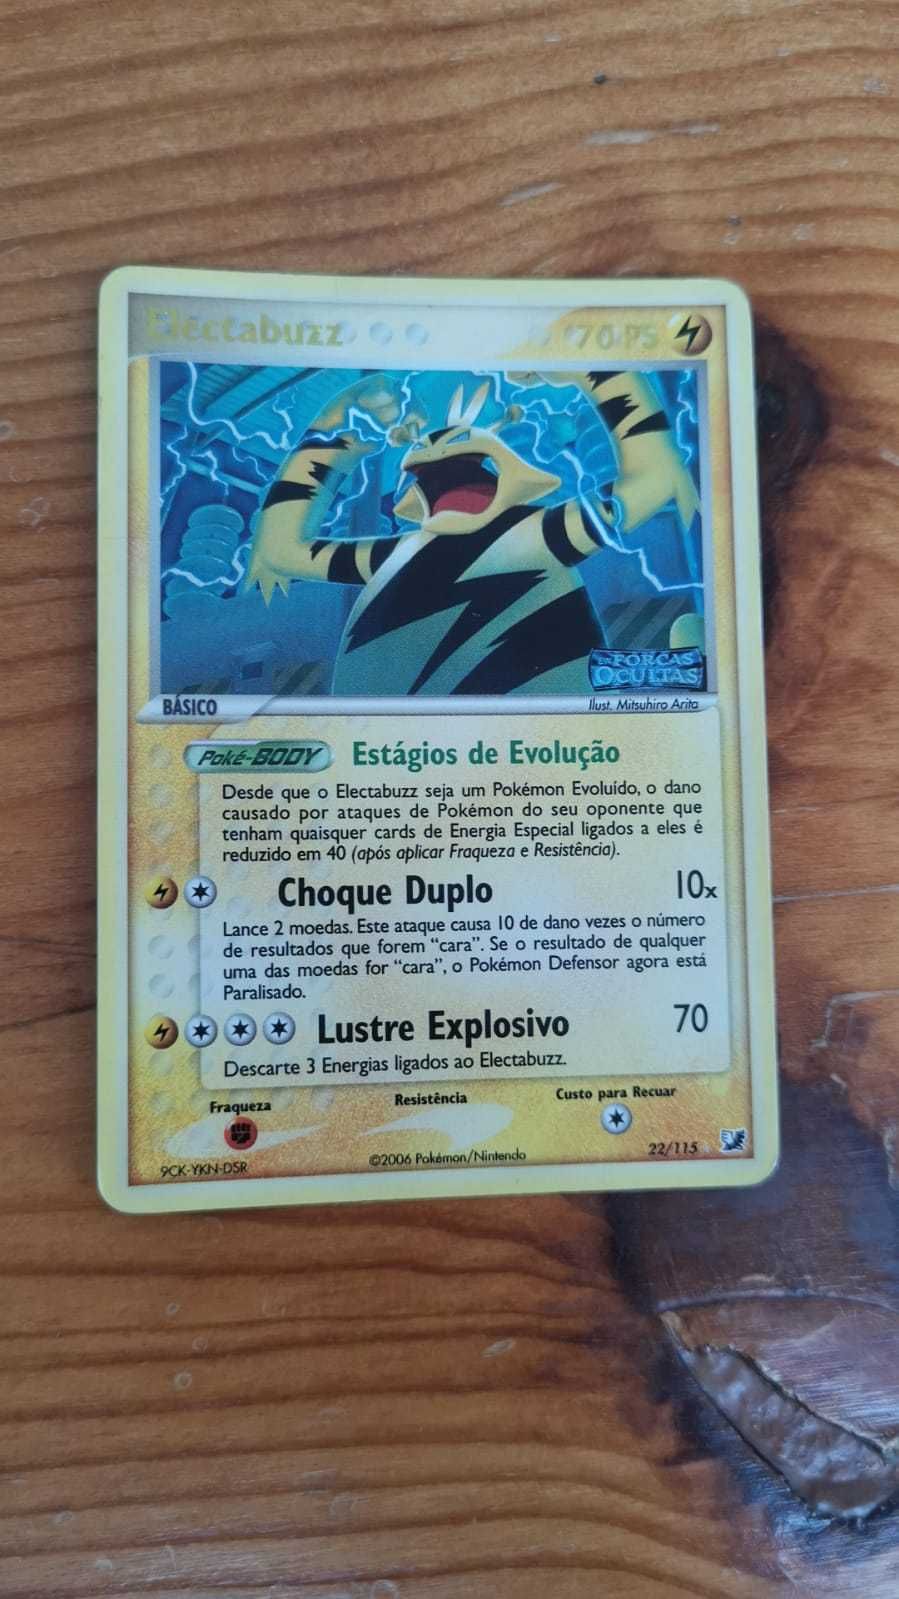 Electabuzz 70 PS
EX FORÇAS
OCULTAS
BÁSICO
Ilust. Mitsuhiro Arita
Poké-BODY Estágios de Evolução
Desde que o Electabuzz seja um Pokémon Evoluído, o dano
causado por ataques de Pokémon do seu oponente que
tenham quaisquer cards de Energia Especial ligados a eles é
reduzido em 40 (após aplicar Fraqueza e Resistência).
Choque Duplo 10x
Lance 2 moedas. Este ataque causa 10 de dano vezes o número
de resultados que forem “cara”. Se o resultado de qualquer
uma das moedas for “cara”, o Pokémon Defensor agora está
Paralisado.
Lustre Explosivo 70
Descarte 3 Energias ligados ao Electabuzz.
Fraqueza Resistência Custo para Recuar
9CK-YKN-D5R ©2006 Pokémon/Nintendo 22/115